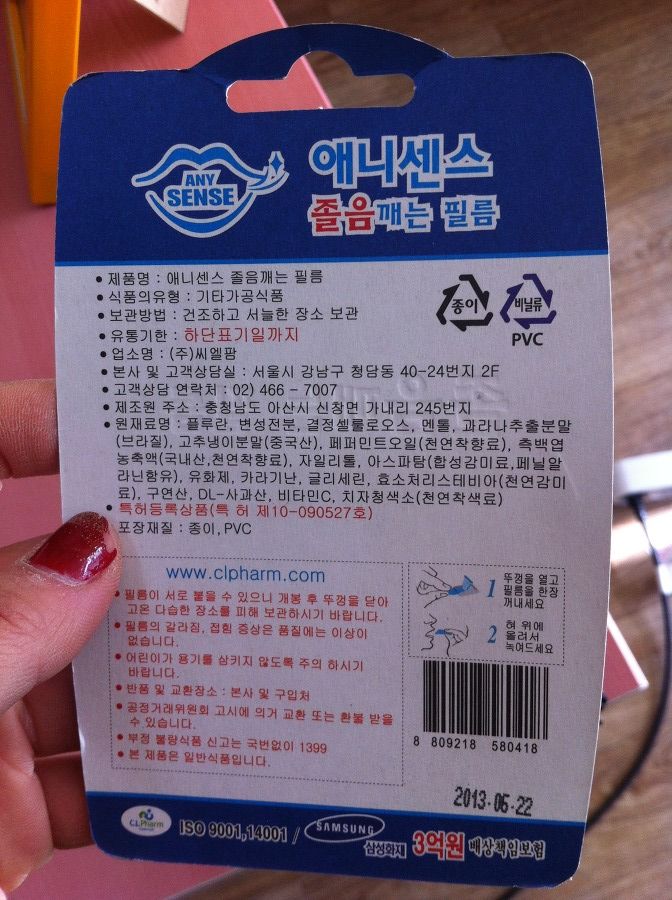 ANY
SENSE
애니센스
졸음깨는 필름
• 제품명 : 애니센스 졸음깨는 필름
• 식품의유형 : 기타가공식품
• 보관방법 : 건조하고 서늘한 장소 보관
• 유통기한 : 하단표기일까지
• 업소명 : (주)씨엘팜
• 본사 및 고객상담실 : 서울시 강남구 청담동 40-24번지 2F
• 고객상담 연락처 : 02) 466 - 7007
• 제조원 주소 : 충청남도 아산시 신창면 가내리 245번지
• 원재료명 : 플루란, 변성전분, 결정셀룰로오스, 멘톨, 과라나추출분말
(브라질), 고추냉이분말(중국산), 페퍼민트오일(천연착향료), 측백엽
농축액(국내산,천연착향료), 자일리톨, 아스파탐(합성감미료,페닐알
라닌함유), 유화제, 카라기난, 글리세린, 효소처리스테비아(천연감미
료), 구연산, DL-사과산, 비타민C, 치자청색소(천연착색료)
• 특허등록상품(특 허 제10-090527호)
포장재질 : 종이, PVC
종이
비닐류
PVC
www.clpharm.com
• 필름이 서로 붙을 수 있으니 개봉 후 뚜껑을 닫아
고온 다습한 장소를 피해 보관하시기 바랍니다.
• 필름의 갈라짐, 접힘 증상은 품질에는 이상이
없습니다.
• 어린이가 용기를 삼키지 않도록 주의 하시기
바랍니다.
• 반품 및 교환장소 : 본사 및 구입처
• 공정거래위원회 고시에 의거 교환 또는 환불 받을
수 있습니다.
• 부정 불량식품 신고는 국번없이 1399
• 본 제품은 일반식품입니다.
1 뚜껑을 열고
필름을 한장
꺼내세요
2 혀 위에
올려서
녹여드세요
8 809218 580418
2013.05.22
C.L.Pharm
ISO 9001,14001 / SAMSUNG
삼성화재 3억원 배상책임보험